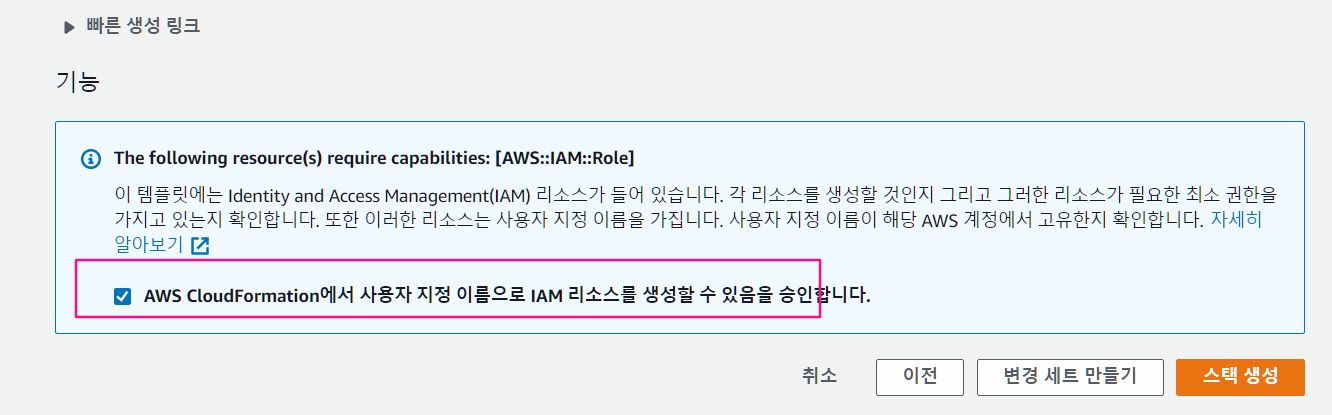 빠른 생성 링크
기능
The following resource(s) require capabilities: [AWS::IAM::Role]
이 템플릿에는 Identity and Access Management(IAM) 리소스가 들어 있습니다. 각 리소스를 생성할 것인지 그리고 그러한 리소스가 필요한 최소 권한을
가지고 있는지 확인합니다. 또한 이러한 리소스는 사용자 지정 이름을 가집니다. 사용자 지정 이름이 해당 AWS 계정에서 고유한지 확인합니다. 자세히
알아보기
AWS CloudFormation에서 사용자 지정 이름으로 IAM 리소스를 생성할 수 있음을 승인합니다.
취소 이전 변경 세트 만들기 스택 생성